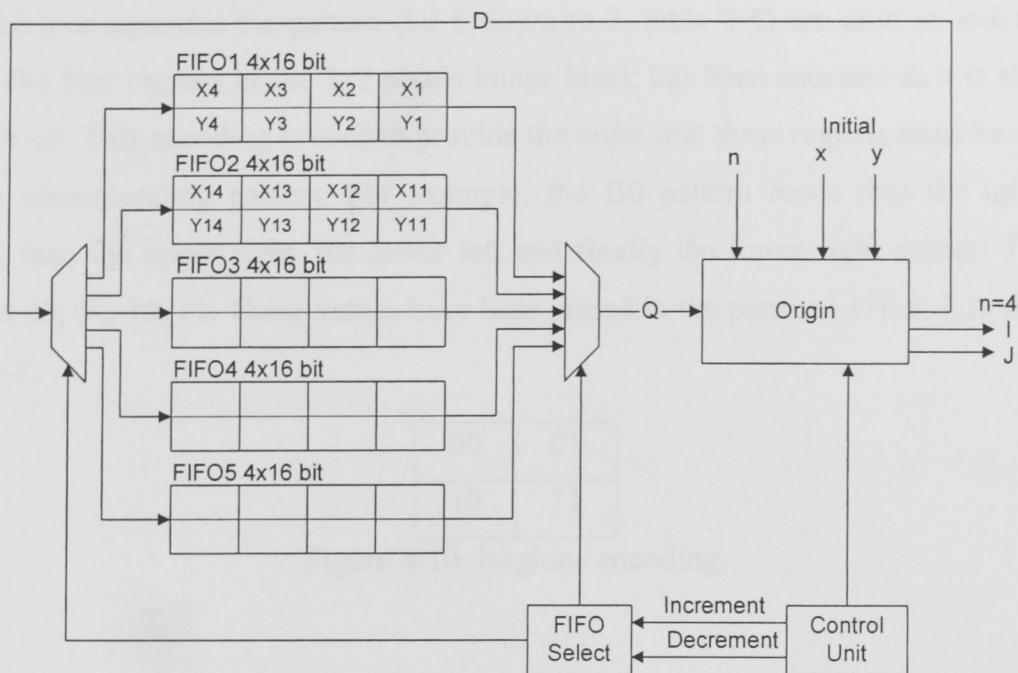 D
FIFO1 4x16 bit
X4 X3 X2 X1
Y4 Y3 Y2 Y1
FIFO2 4x16 bit
X14 X13 X12 X11
Y14 Y13 Y12 Y11
FIFO3 4x16 bit
FIFO4 4x16 bit
FIFO5 4x16 bit
Q
Initial
n x y
Origin
n=4
I
J
FIFO
Select
Increment
Decrement
Control
Unit
00 01
10 11
Figure 4-10. Regions encoding.